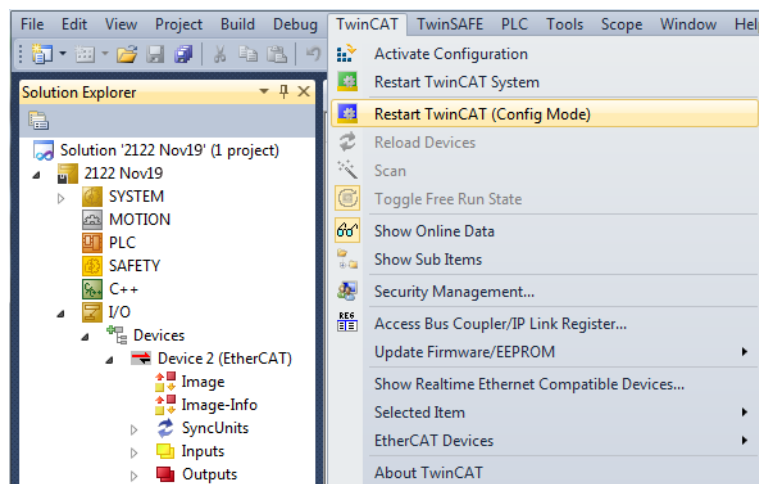 File Edit View Project Build Debug TwinCAT TwinSAFE PLC Tools Scope Window Help
Solution Explorer
Solution '2122 Nov19' (1 project)
2122 Nov19
SYSTEM
MOTION
PLC
SAFETY
C++
I/O
Devices
Device 2 (EtherCAT)
Image
Image-Info
SyncUnits
Inputs
Outputs
Activate Configuration
Restart TwinCAT System
Restart TwinCAT (Config Mode)
Reload Devices
Scan
Toggle Free Run State
Show Online Data
Show Sub Items
Security Management...
REG
Access Bus Coupler/IP Link Register...
Update Firmware/EEPROM
Show Realtime Ethernet Compatible Devices...
Selected Item
EtherCAT Devices
About TwinCAT